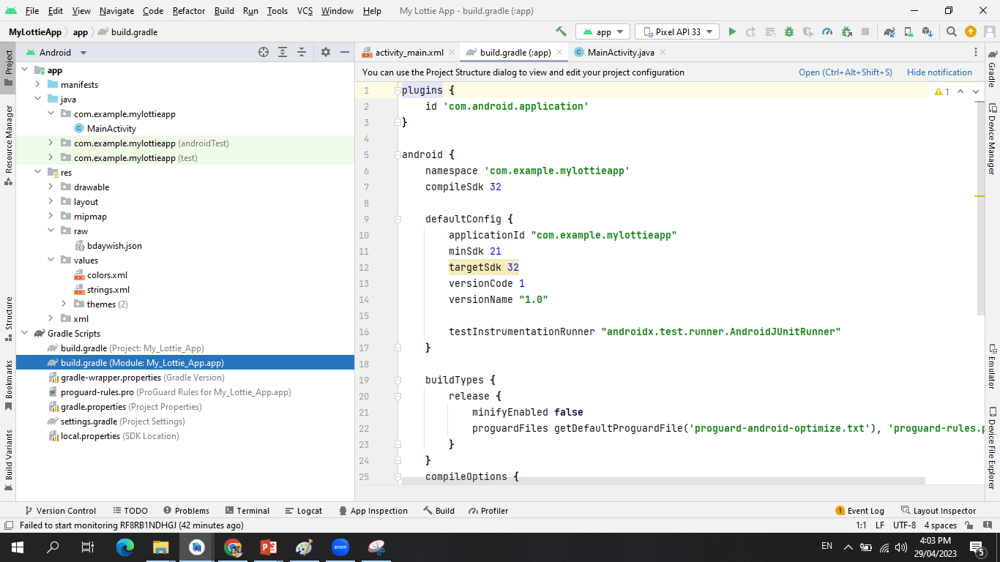 File Edit View Navigate Code Refactor Build Run Tools VCS Window Help My Lottie App - build.gradle (:app)
MyLottieApp app build.gradle app Pixel API 33
Project
Resource Manager
Structure
Bookmarks
Build Variants
Android
app
manifests
java
com.example.mylottieapp
MainActivity
com.example.mylottieapp (androidTest)
com.example.mylottieapp (test)
res
drawable
layout
mipmap
raw
bdaywish.json
values
colors.xml
strings.xml
themes (2)
xml
Gradle Scripts
build.gradle (Project: My_Lottie_App)
build.gradle (Module: My_Lottie_App.app)
gradle-wrapper.properties (Gradle Version)
proguard-rules.pro (ProGuard Rules for My_Lottie_App.app)
gradle.properties (Project Properties)
settings.gradle (Project Settings)
local.properties (SDK Location)
activity_main.xml build.gradle (:app) MainActivity.java
You can use the Project Structure dialog to view and edit your project configuration Open (Ctrl+Alt+Shift+S) Hide notification
1 plugins { 1
2 id 'com.android.application'
3 }
4
5 android {
6 namespace 'com.example.mylottieapp'
7 compileSdk 32
8
9 defaultConfig {
10 applicationId "com.example.mylottieapp"
11 minSdk 21
12 targetSdk 32
13 versionCode 1
14 versionName "1.0"
15
16 testInstrumentationRunner "androidx.test.runner.AndroidJUnitRunner"
17 }
18
19 buildTypes {
20 release {
21 minifyEnabled false
22 proguardFiles getDefaultProguardFile('proguard-android-optimize.txt'), 'proguard-rules.p
23 }
24 }
25 compileOptions {
Gradle
Device Manager
Emulator
Device File Explorer
Version Control TODO Problems Terminal Logcat App Inspection Build Profiler 1 Event Log Layout Inspector
Failed to start monitoring RF8RB1NDHGJ (42 minutes ago) 1:1 LF UTF-8 4 spaces
zoom EN 4:03 PM
29/04/2023 5